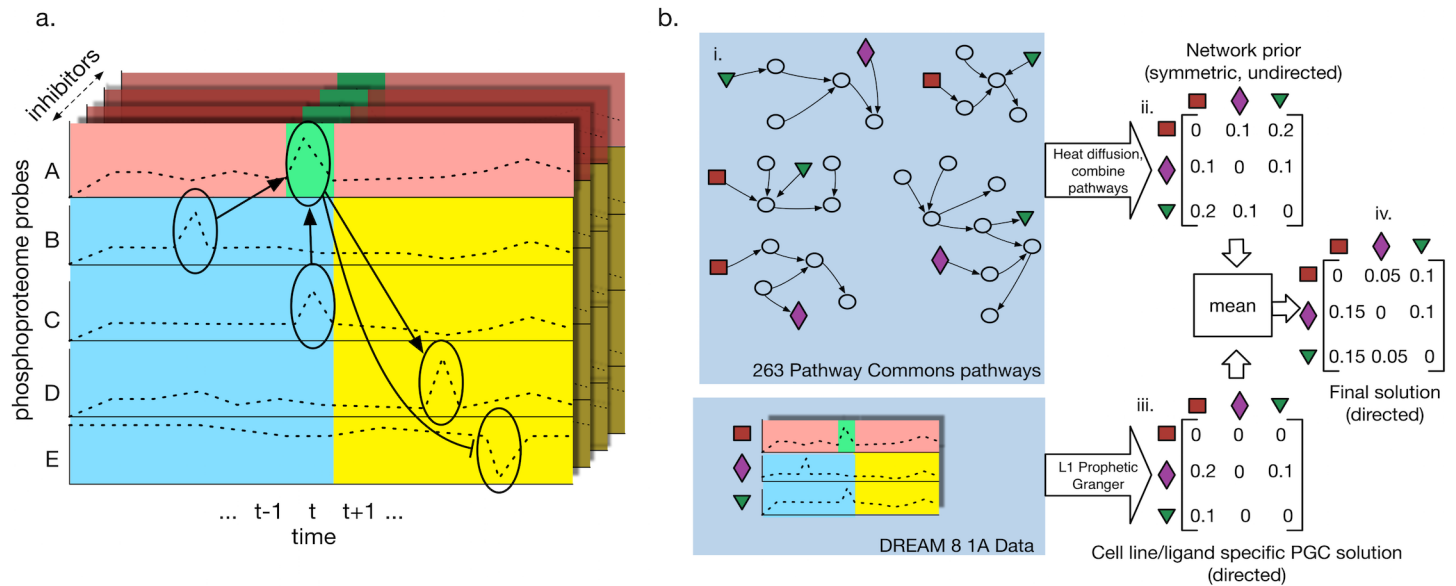 a.
inhibitors
phosphoproteome probes
A
B
C
D
E
... t-1 t t+1 ...
time
b.
i.
263 Pathway Commons pathways
DREAM 8 1A Data
Heat diffusion,
combine
pathways
L1 Prophetic
Granger
Network prior
(symmetric, undirected)
ii.
0 0.1 0.2
0.1 0 0.1
0.2 0.1 0
mean
iv.
0 0.05 0.1
0.15 0 0.1
0.15 0.05 0
Final solution
(directed)
iii.
0 0 0
0.2 0 0.1
0.1 0 0
Cell line/ligand specific PGC solution
(directed)